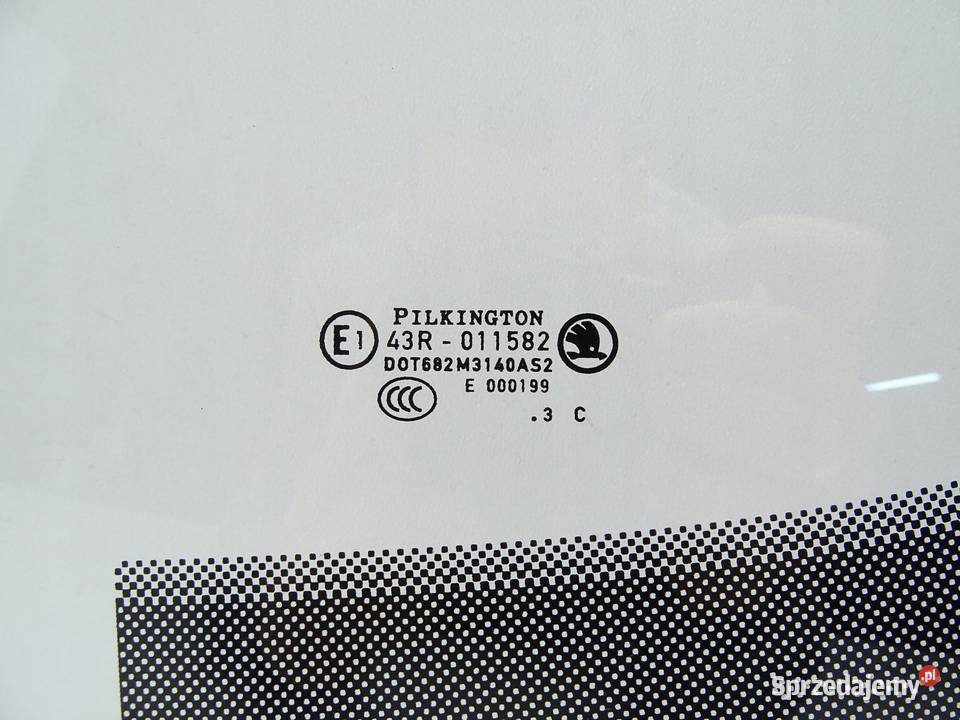 PILKINGTON
E1 43R - 011582
DOT682M3140AS2
CCC E 000199
.3 C
Sprzedajemy.pl